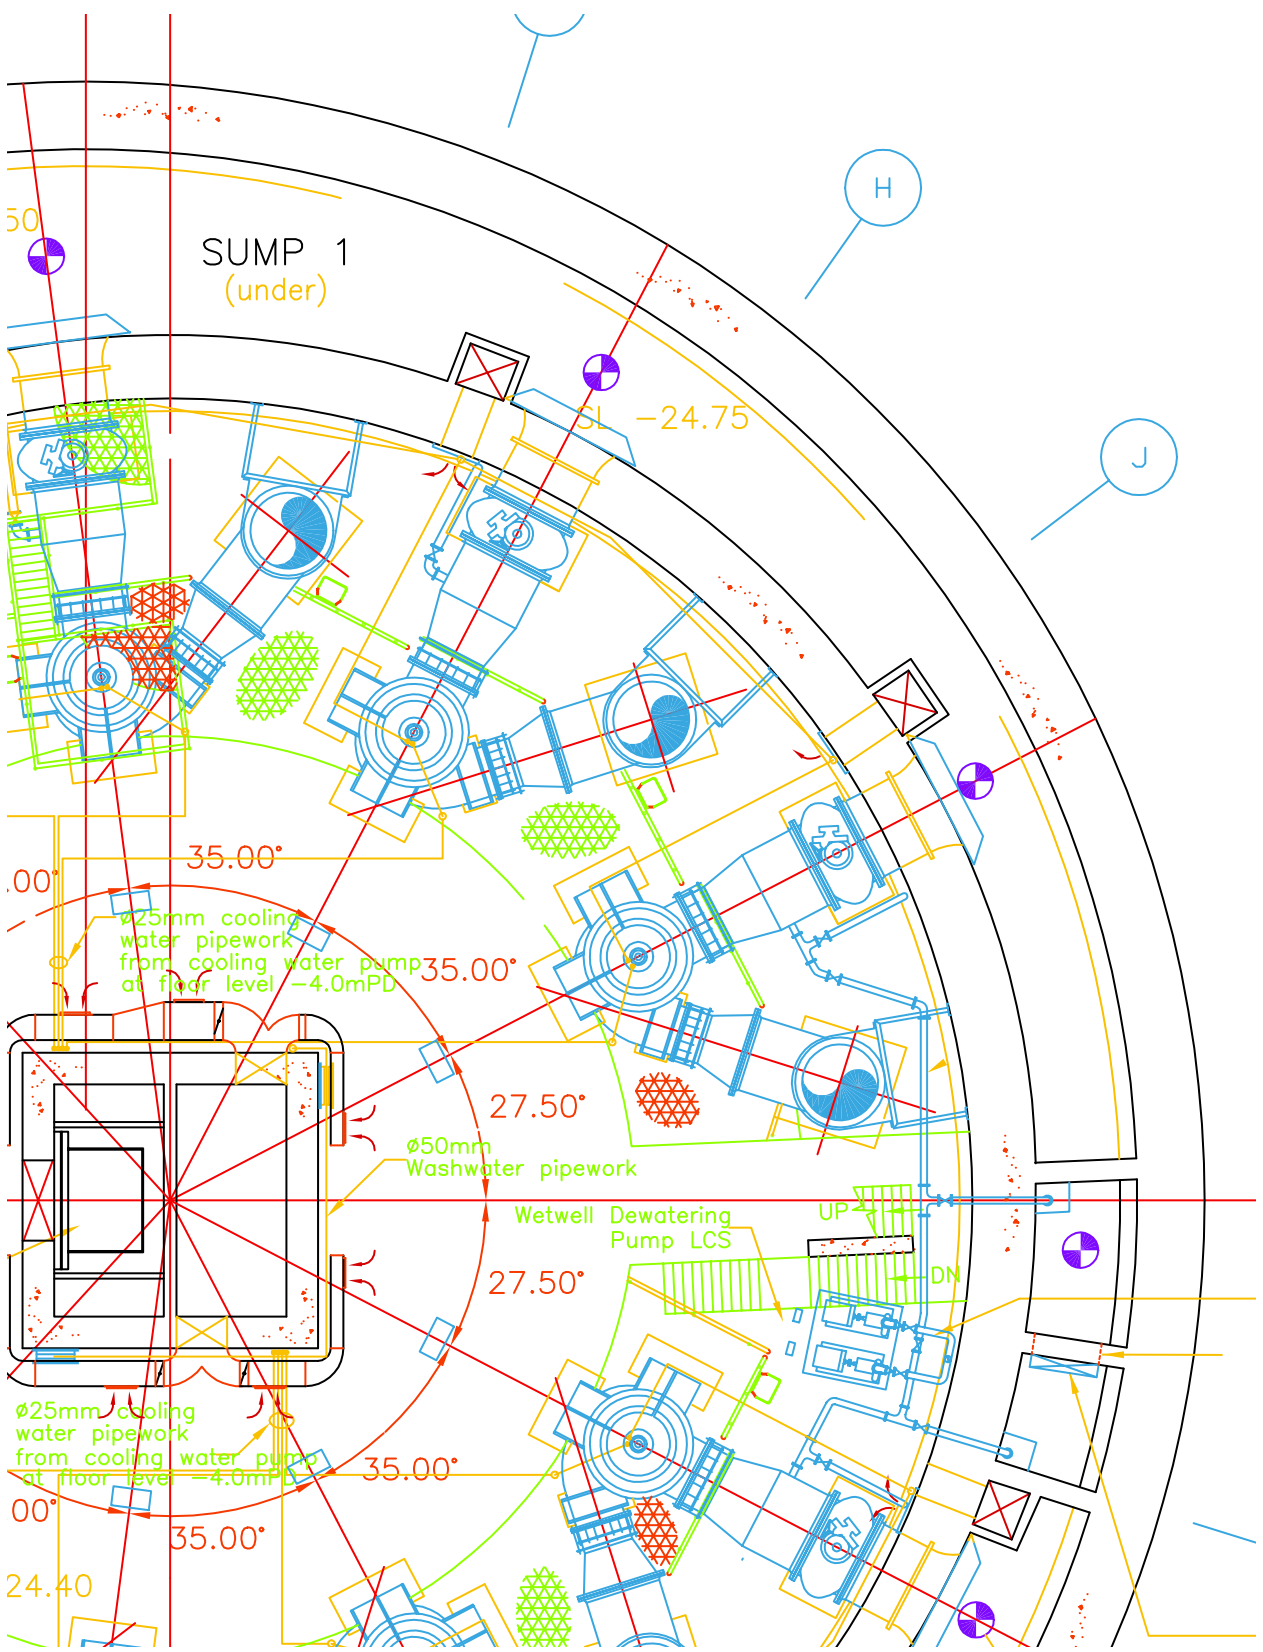 H
50
SUMP 1
(under)
SL -24.75
J
35.00°
.00°
ø25mm cooling
water pipework
from cooling water pump
at floor level -4.0mPD
35.00°
27.50°
ø50mm
Washwater pipework
Wetwell Dewatering
Pump LCS
UP
DN
27.50°
ø25mm cooling
water pipework
from cooling water pump
at floor level -4.0mPD
35.00°
00°
35.00°
24.40